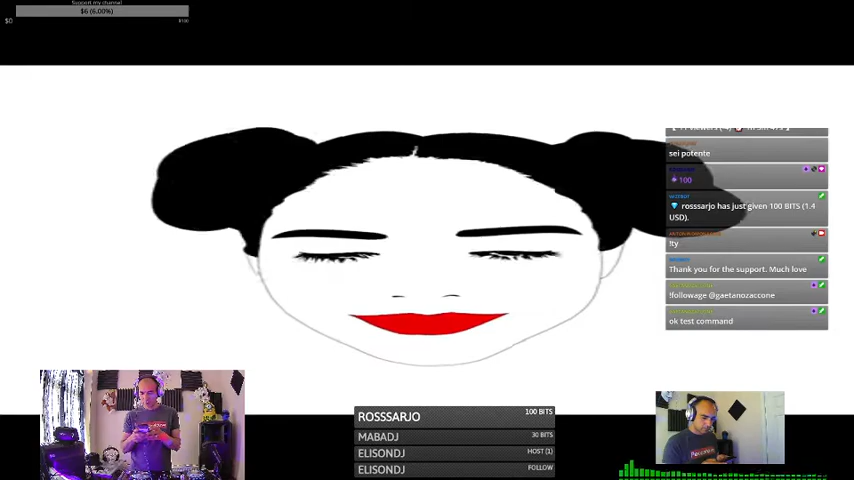 Support my channel
$6 (6.00%)
$0
$100
sei potente
100
rosssarjo has just given 100 BITS (1.4
USD).
!ty
Thank you for the support. Much love
!followage @gaetanozaccone
ok test command
ROSSSARJO 100 BITS
MABADJ 30 BITS
ELISONDJ HOST (1)
ELISONDJ FOLLOW